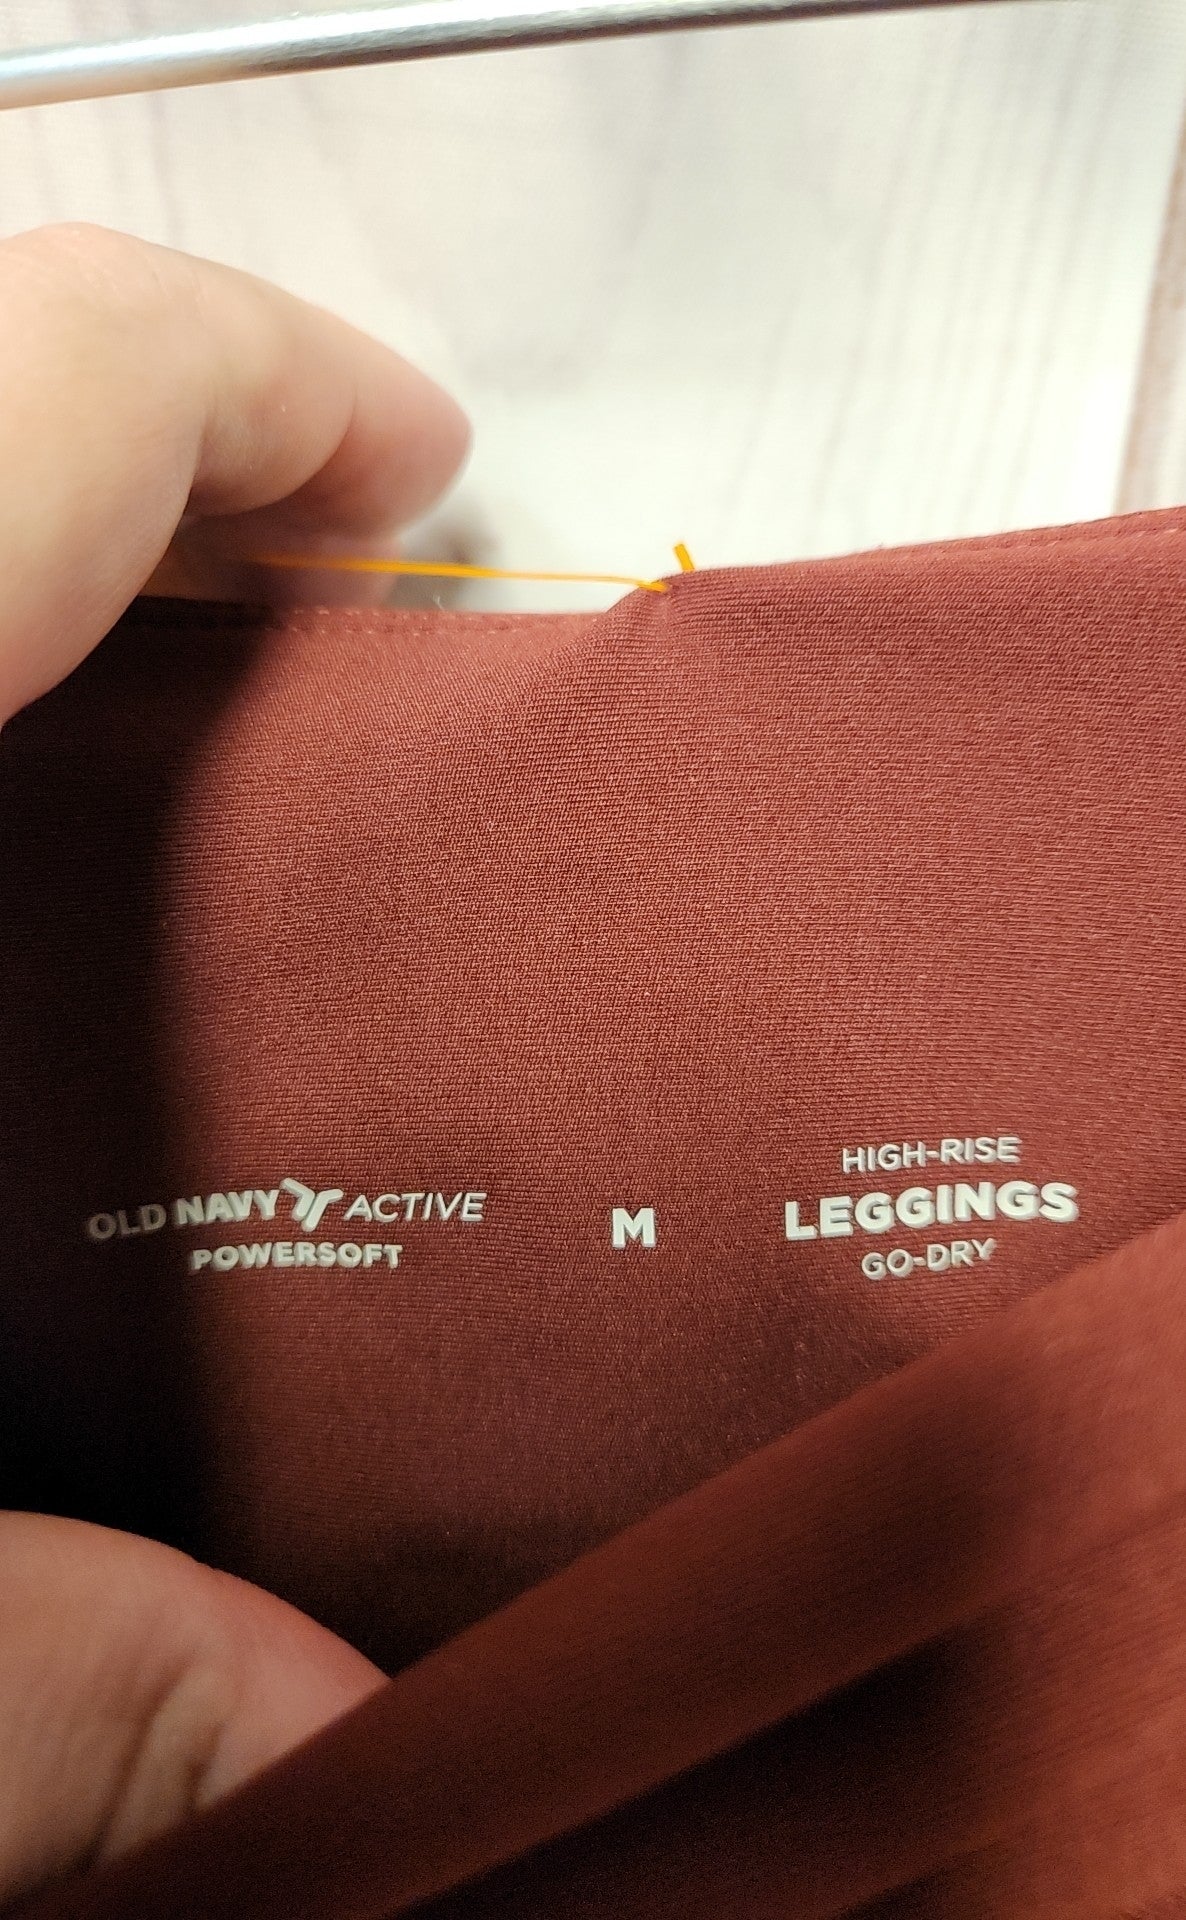 OLD NAVY ACTIVE
POWERSOFT
M
HIGH-RISE
LEGGINGS
GO-DRY